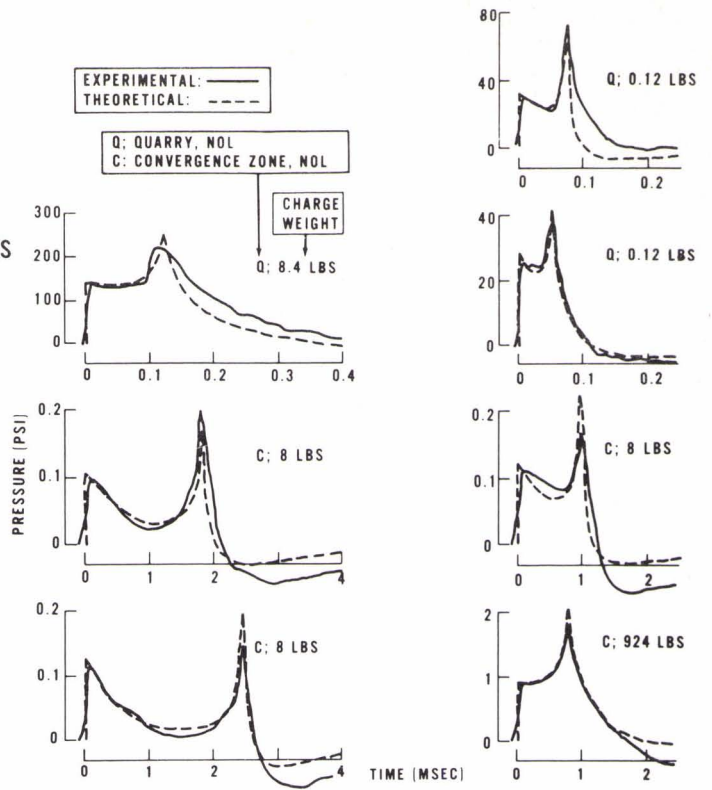 EXPERIMENTAL:
THEORETICAL:
Q; QUARRY, NOL
C: CONVERGENCE ZONE, NOL
CHARGE
WEIGHT
S
300
200
100
0
Q; 8.4 LBS
0 0.1 0.2 0.3 0.4
80
40
0
Q; 0.12 LBS
0 0.1 0.2
40
20
0
Q; 0.12 LBS
0 0.1 0.2
PRESSURE (PSI)
0.2
0.1
0
C; 8 LBS
0 1 2 4
0.2
0.1
0
C; 8 LBS
0 1 2
0.2
0.1
0
C; 8 LBS
0 1 2 4
2
1
0
C; 924 LBS
0 1 2
TIME (MSEC)